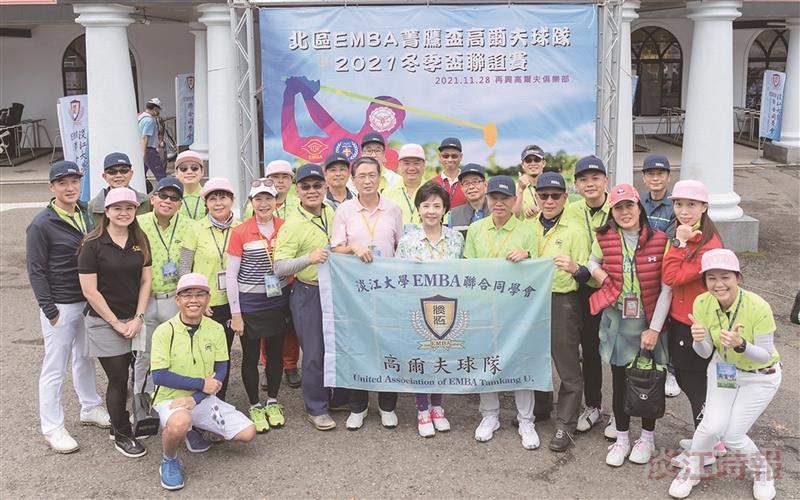 北區EMBA菁鷹盃高爾夫球隊
2021冬季盃聯誼賽
2021.11.28 再興高爾夫俱樂部
EMBA
淡江大學EMBA聯合同學會
淡江
EMBA
高爾夫球隊
United Association of EMBA Tamkang U.
淡江時報